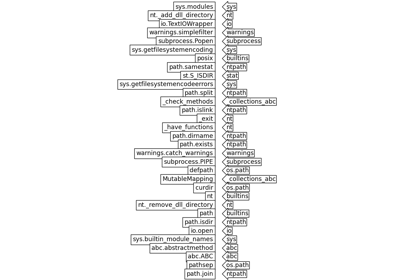 sys.modules sys
nt._add_dll_directory nt
io.TextIOWrapper io
warnings.simplefilter warnings
subprocess.Popen subprocess
sys.getfilesystemencoding sys
posix builtins
path.samestat ntpath
st.S_ISDIR stat
sys.getfilesystemencodeerrors sys
path.split ntpath
_check_methods _collections_abc
path.islink ntpath
_exit nt
_have_functions nt
path.dirname ntpath
path.exists ntpath
warnings.catch_warnings warnings
subprocess.PIPE subprocess
defpath os.path
MutableMapping _collections_abc
curdir os.path
nt builtins
nt._remove_dll_directory nt
path builtins
path.isdir ntpath
io.open io
sys.builtin_module_names sys
abc.abstractmethod abc
abc.ABC abc
pathsep os.path
path.join ntpath